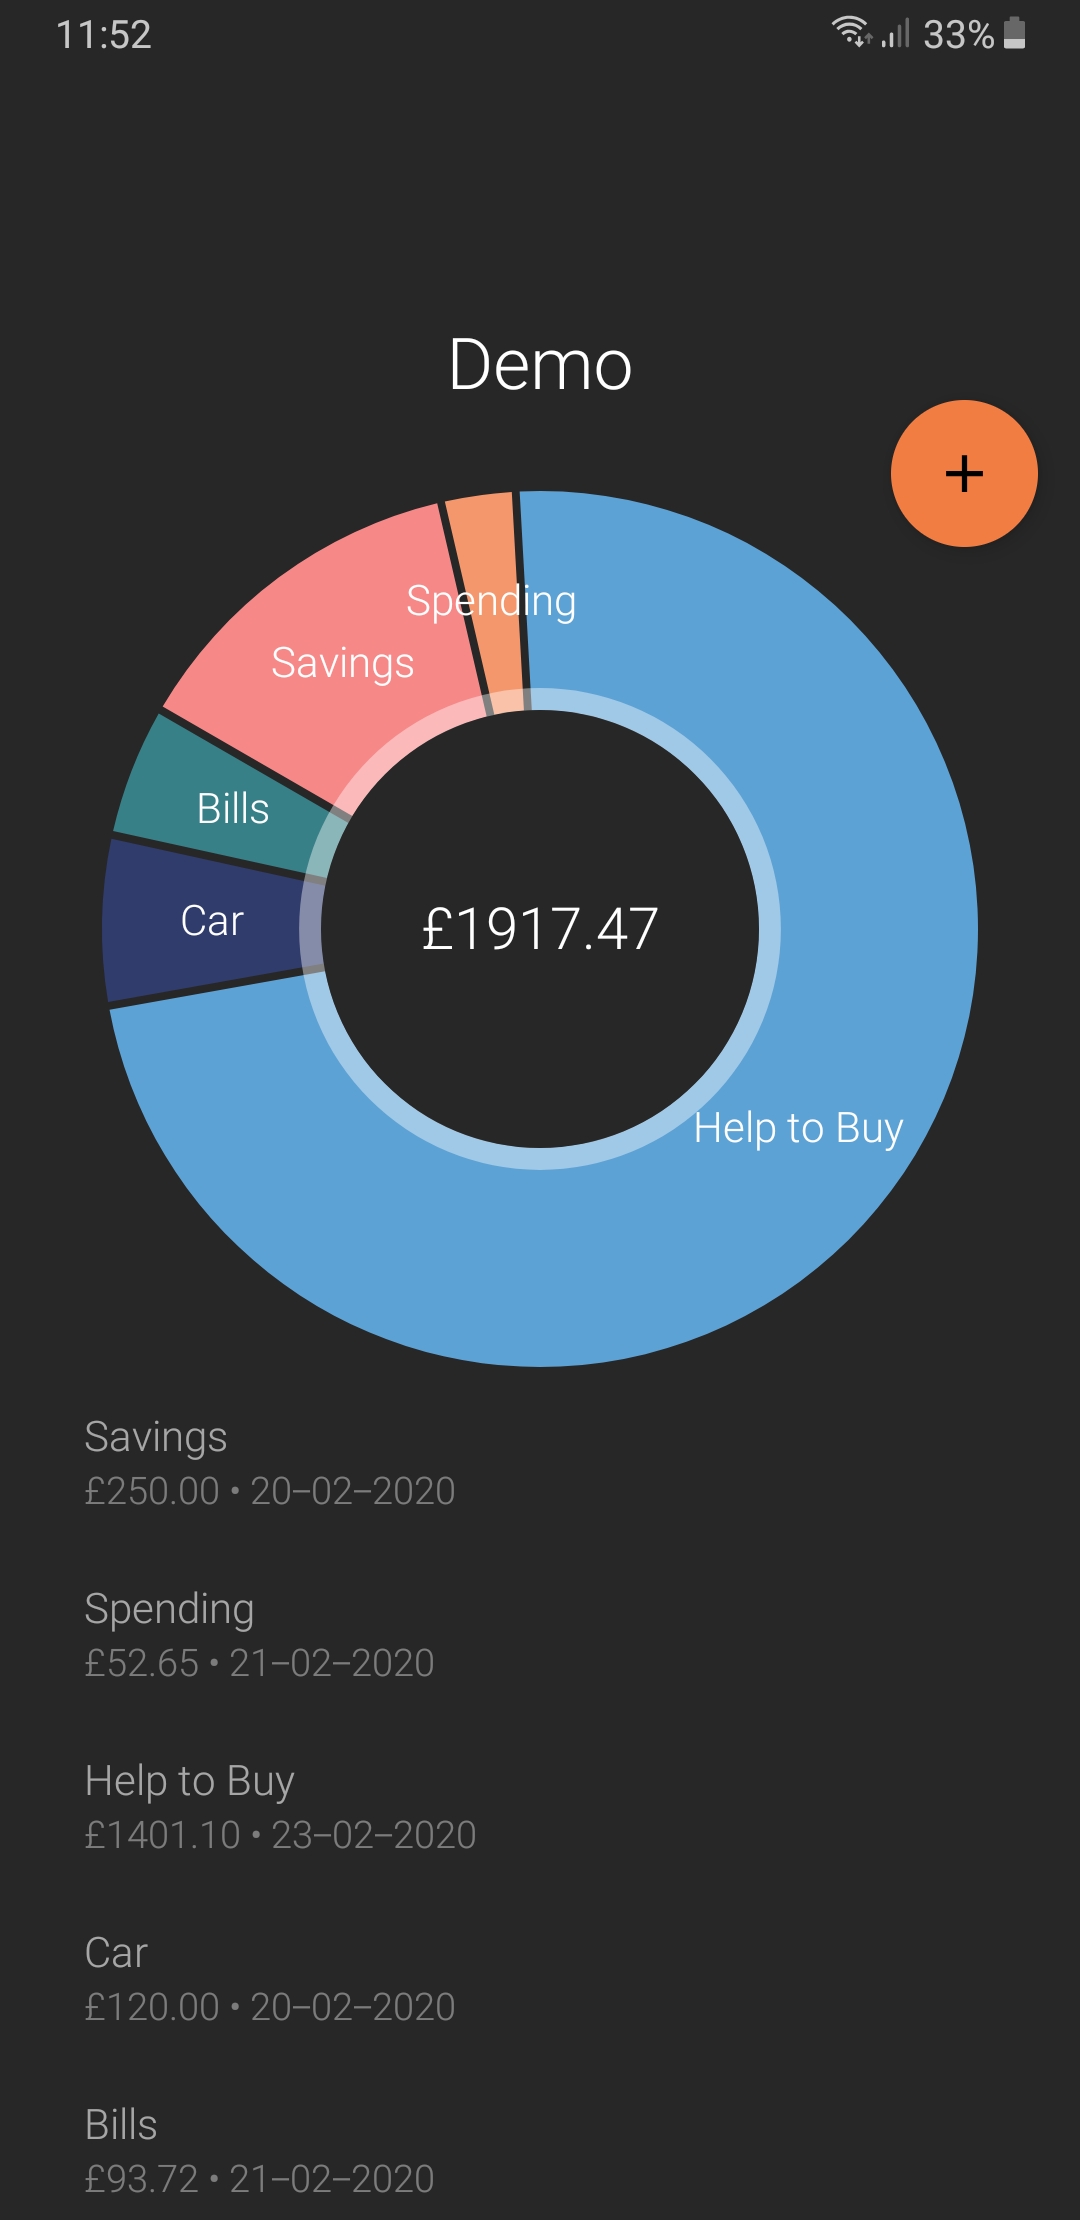 11:52 33%
Demo
+
Spending
Savings
Bills
Car
£1917.47
Help to Buy
Savings
£250.00 • 20-02-2020
Spending
£52.65 • 21-02-2020
Help to Buy
£1401.10 • 23-02-2020
Car
£120.00 • 20-02-2020
Bills
£93.72 • 21-02-2020